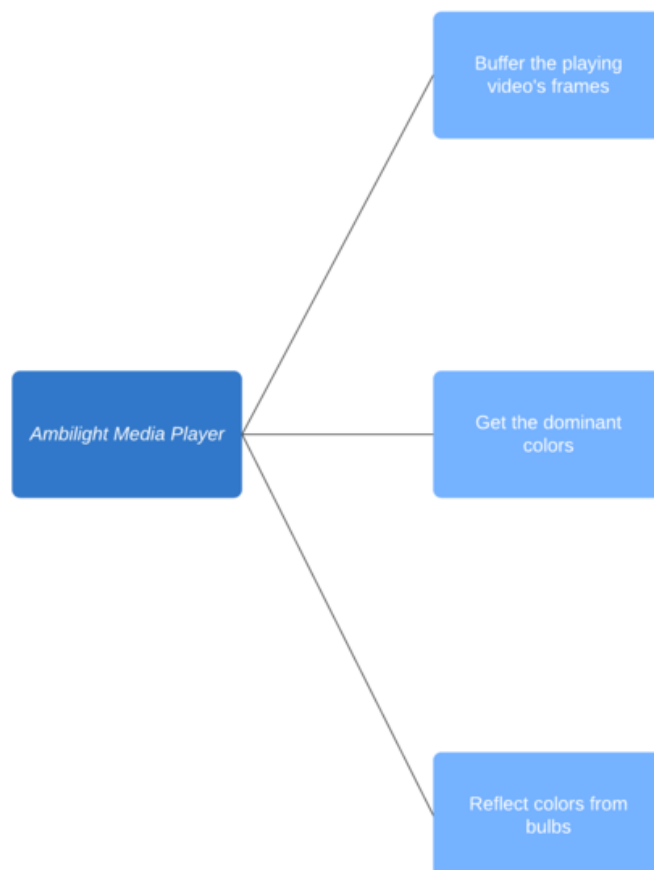 Buffer the playing
video's frames
Ambilight Media Player
Get the dominant
colors
Reflect colors from
bulbs